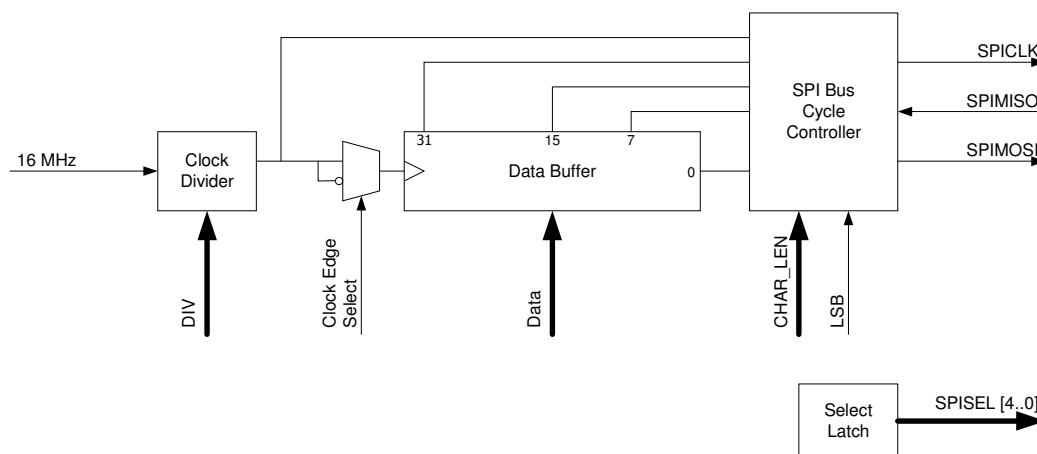 SPICLK
SPI Bus
Cycle
Controller
SPIMISO
16 MHz
Clock
Divider
31
15
7
Data Buffer
0
SPIMOSI
DIV
Clock Edge
Select
Data
CHAR_LEN
LSB
Select
Latch
SPISEL [4..0]